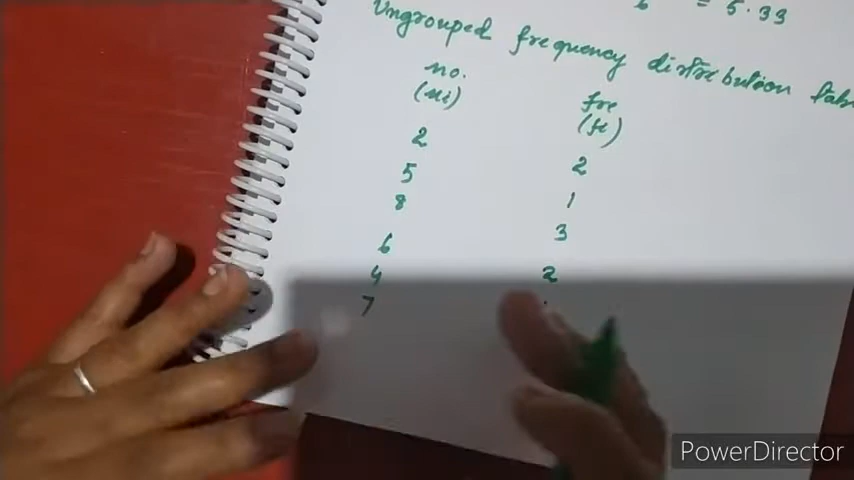 6 = 5.33
Ungrouped frequency distribution
no. fre
(xi) (fi)
2 2
5 1
8 3
6 2
4
7
PowerDirector